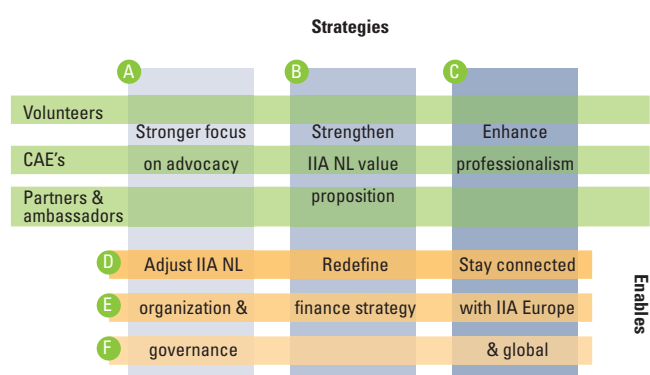 Strategies
A
B
C
Volunteers
Stronger focus
Strengthen
Enhance
CAE's
on advocacy
IIA NL value
professionalism
Partners &
ambassadors
proposition
D
Adjust IIA NL
Redefine
Stay connected
E
organization &
finance strategy
with IIA Europe
F
governance
& global
Enables